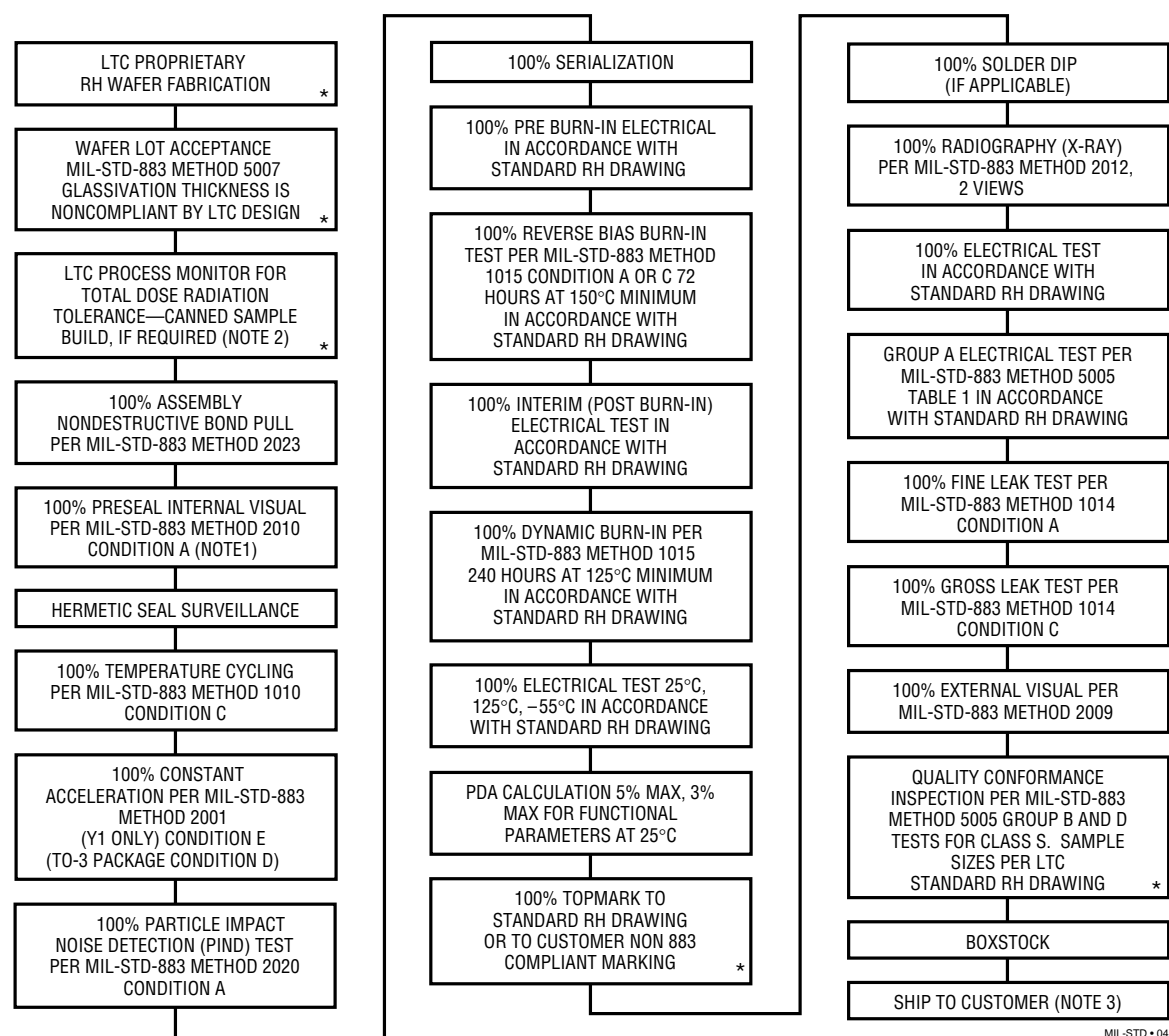 LTC PROPRIETARY
RH WAFER FABRICATION *
WAFER LOT ACCEPTANCE
MIL-STD-883 METHOD 5007
GLASSIVATION THICKNESS IS
NONCOMPLIANT BY LTC DESIGN *
LTC PROCESS MONITOR FOR
TOTAL DOSE RADIATION
TOLERANCE—CANNED SAMPLE
BUILD, IF REQUIRED (NOTE 2) *
100% ASSEMBLY
NONDESTRUCTIVE BOND PULL
PER MIL-STD-883 METHOD 2023
100% PRESEAL INTERNAL VISUAL
PER MIL-STD-883 METHOD 2010
CONDITION A (NOTE1)
HERMETIC SEAL SURVEILLANCE
100% TEMPERATURE CYCLING
PER MIL-STD-883 METHOD 1010
CONDITION C
100% CONSTANT
ACCELERATION PER MIL-STD-883
METHOD 2001
(Y1 ONLY) CONDITION E
(TO-3 PACKAGE CONDITION D)
100% PARTICLE IMPACT
NOISE DETECTION (PIND) TEST
PER MIL-STD-883 METHOD 2020
CONDITION A
100% SERIALIZATION
100% PRE BURN-IN ELECTRICAL
IN ACCORDANCE WITH
STANDARD RH DRAWING
100% REVERSE BIAS BURN-IN
TEST PER MIL-STD-883 METHOD
1015 CONDITION A OR C 72
HOURS AT 150°C MINIMUM
IN ACCORDANCE WITH
STANDARD RH DRAWING
100% INTERIM (POST BURN-IN)
ELECTRICAL TEST IN
ACCORDANCE WITH
STANDARD RH DRAWING
100% DYNAMIC BURN-IN PER
MIL-STD-883 METHOD 1015
240 HOURS AT 125°C MINIMUM
IN ACCORDANCE WITH
STANDARD RH DRAWING
100% ELECTRICAL TEST 25°C,
125°C, –55°C IN ACCORDANCE
WITH STANDARD RH DRAWING
PDA CALCULATION 5% MAX, 3%
MAX FOR FUNCTIONAL
PARAMETERS AT 25°C
100% TOPMARK TO
STANDARD RH DRAWING
OR TO CUSTOMER NON 883
COMPLIANT MARKING *
100% SOLDER DIP
(IF APPLICABLE)
100% RADIOGRAPHY (X-RAY)
PER MIL-STD-883 METHOD 2012,
2 VIEWS
100% ELECTRICAL TEST
IN ACCORDANCE WITH
STANDARD RH DRAWING
GROUP A ELECTRICAL TEST PER
MIL-STD-883 METHOD 5005
TABLE 1 IN ACCORDANCE
WITH STANDARD RH DRAWING
100% FINE LEAK TEST PER
MIL-STD-883 METHOD 1014
CONDITION A
100% GROSS LEAK TEST PER
MIL-STD-883 METHOD 1014
CONDITION C
100% EXTERNAL VISUAL PER
MIL-STD-883 METHOD 2009
QUALITY CONFORMANCE
INSPECTION PER MIL-STD-883
METHOD 5005 GROUP B AND D
TESTS FOR CLASS S. SAMPLE
SIZES PER LTC
STANDARD RH DRAWING *
BOXSTOCK
SHIP TO CUSTOMER (NOTE 3)
MIL-STD • 04